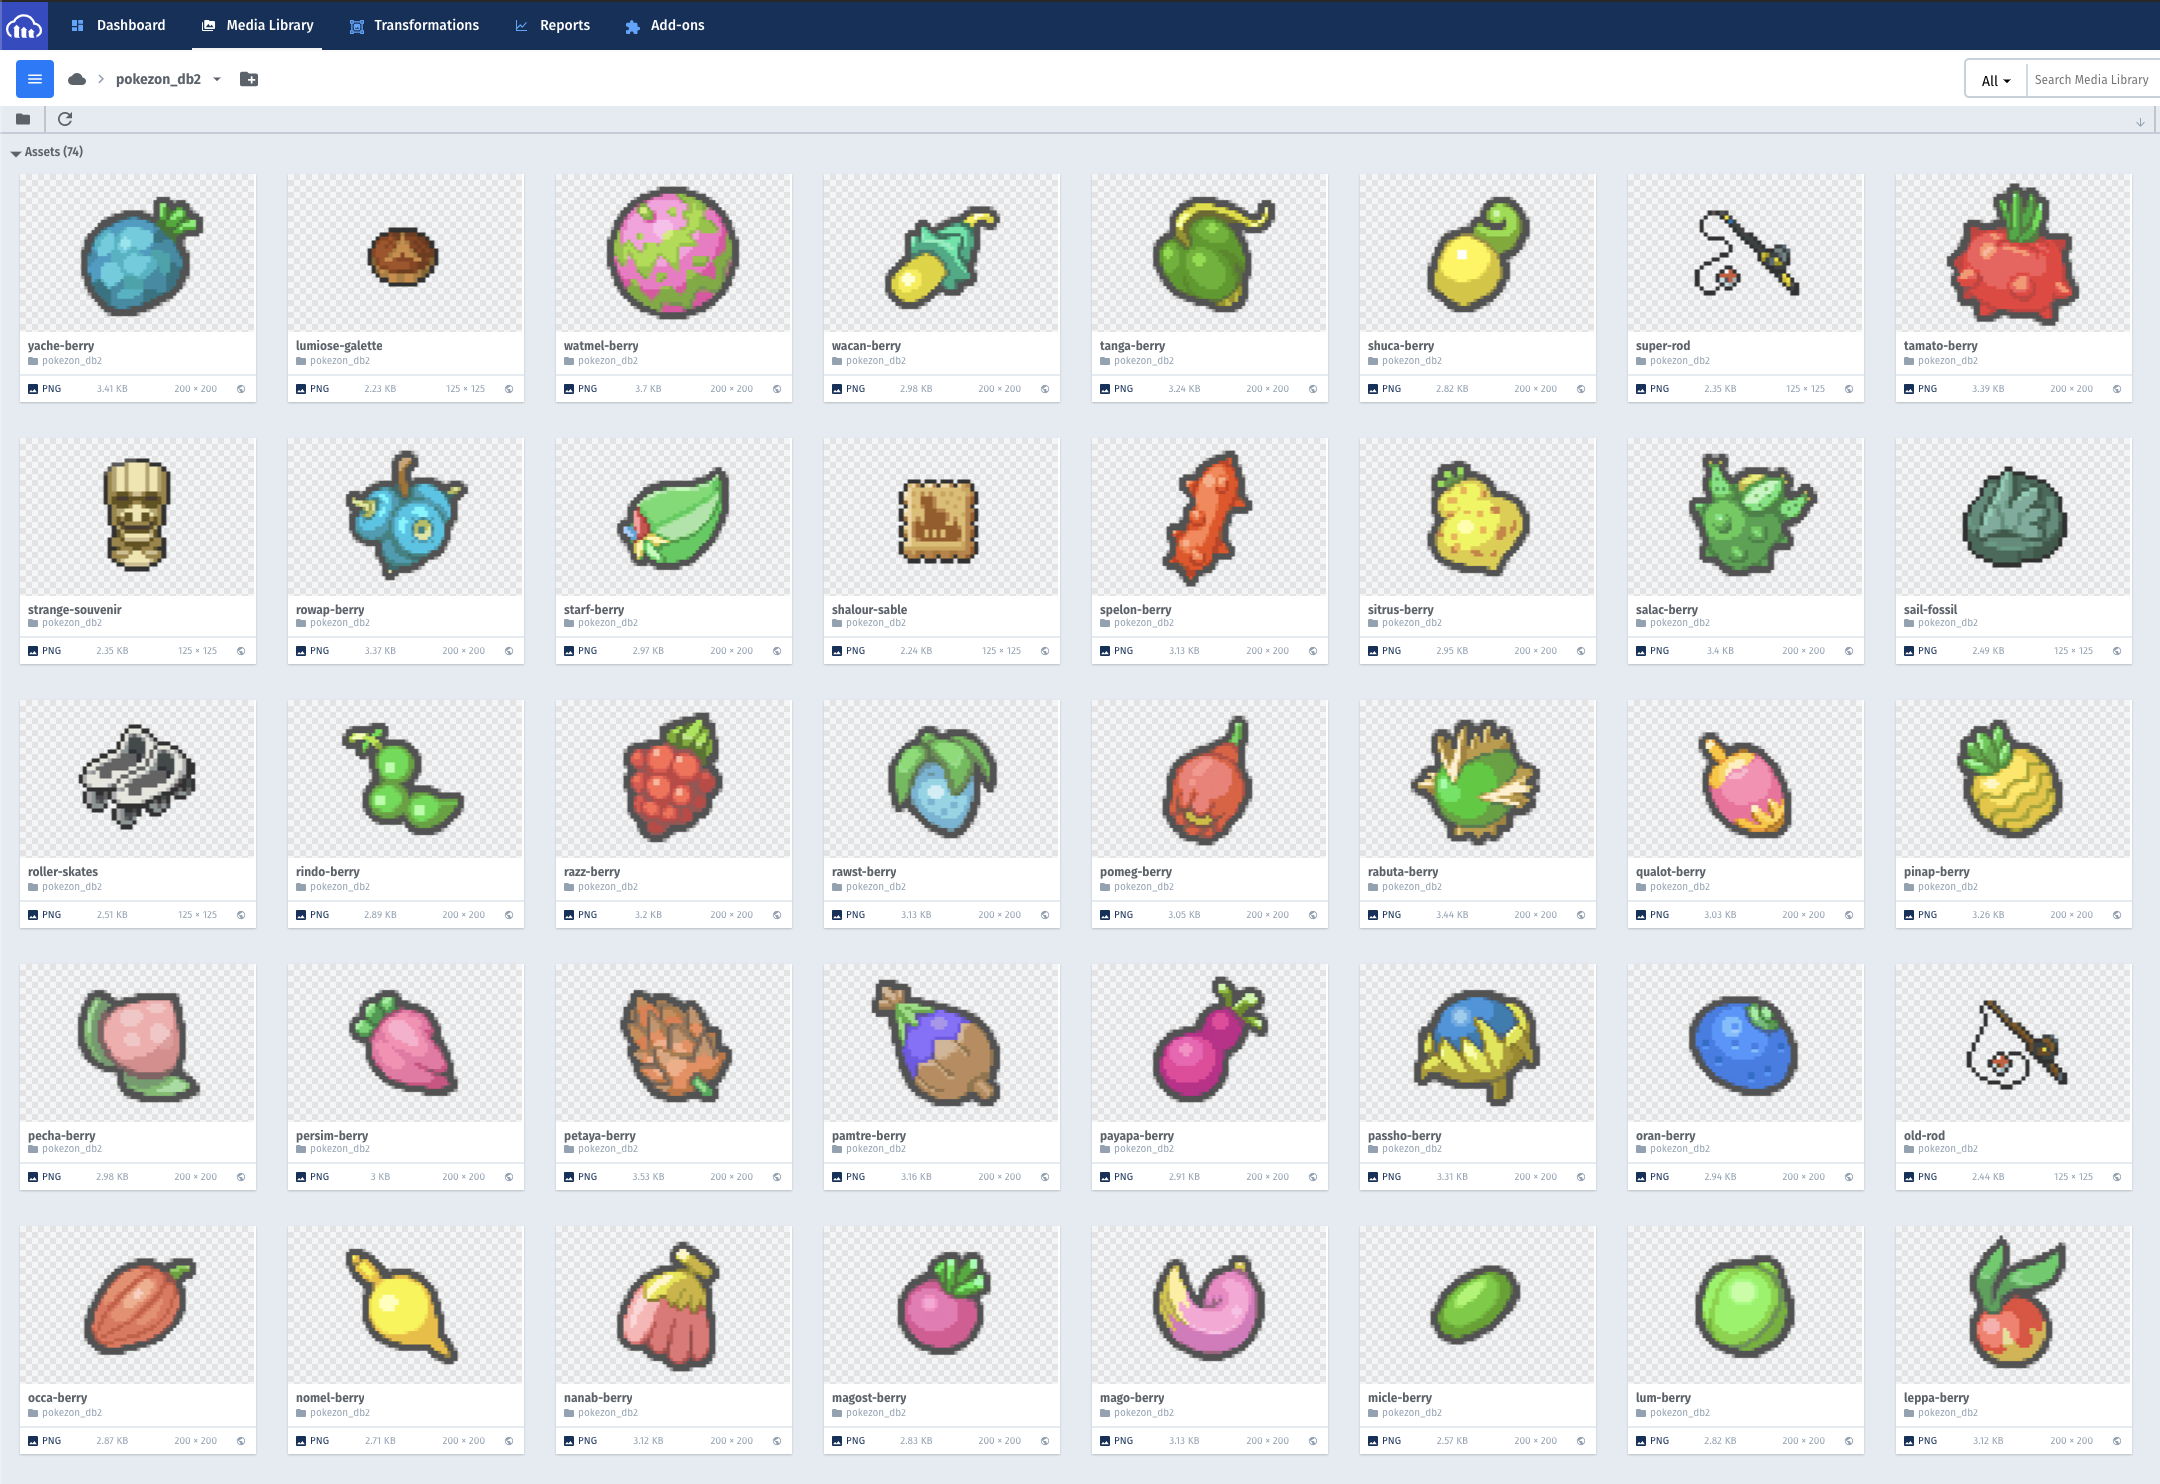 Dashboard Media Library Transformations Reports Add-ons
pokezon_db2 All Search Media Library
Assets (74)
yache-berry lumiose-galette watmel-berry wacan-berry tanga-berry shuca-berry super-rod tamato-berry
pokezon_db2 pokezon_db2 pokezon_db2 pokezon_db2 pokezon_db2 pokezon_db2 pokezon_db2 pokezon_db2
PNG 3.41 KB 200 × 200 PNG 2.23 KB 125 × 125 PNG 3.7 KB 200 × 200 PNG 2.98 KB 200 × 200 PNG 3.24 KB 200 × 200 PNG 2.82 KB 200 × 200 PNG 2.35 KB 125 × 125 PNG 3.39 KB 200 × 200
strange-souvenir rowap-berry starf-berry shalour-sable spelon-berry sitrus-berry salac-berry sail-fossil
pokezon_db2 pokezon_db2 pokezon_db2 pokezon_db2 pokezon_db2 pokezon_db2 pokezon_db2 pokezon_db2
PNG 2.35 KB 125 × 125 PNG 3.37 KB 200 × 200 PNG 2.97 KB 200 × 200 PNG 2.24 KB 125 × 125 PNG 3.13 KB 200 × 200 PNG 2.95 KB 200 × 200 PNG 3.4 KB 200 × 200 PNG 2.49 KB 125 × 125
roller-skates rindo-berry razz-berry rawst-berry pomeg-berry rabuta-berry qualot-berry pinap-berry
pokezon_db2 pokezon_db2 pokezon_db2 pokezon_db2 pokezon_db2 pokezon_db2 pokezon_db2 pokezon_db2
PNG 2.51 KB 125 × 125 PNG 2.89 KB 200 × 200 PNG 3.2 KB 200 × 200 PNG 3.13 KB 200 × 200 PNG 3.05 KB 200 × 200 PNG 3.44 KB 200 × 200 PNG 3.03 KB 200 × 200 PNG 3.26 KB 200 × 200
pecha-berry persim-berry petaya-berry pamtre-berry payapa-berry passho-berry oran-berry old-rod
pokezon_db2 pokezon_db2 pokezon_db2 pokezon_db2 pokezon_db2 pokezon_db2 pokezon_db2 pokezon_db2
PNG 2.98 KB 200 × 200 PNG 3 KB 200 × 200 PNG 3.53 KB 200 × 200 PNG 3.16 KB 200 × 200 PNG 2.91 KB 200 × 200 PNG 3.31 KB 200 × 200 PNG 2.94 KB 200 × 200 PNG 2.44 KB 125 × 125
occa-berry nomel-berry nanab-berry magost-berry mago-berry micle-berry lum-berry leppa-berry
pokezon_db2 pokezon_db2 pokezon_db2 pokezon_db2 pokezon_db2 pokezon_db2 pokezon_db2 pokezon_db2
PNG 2.87 KB 200 × 200 PNG 2.71 KB 200 × 200 PNG 3.12 KB 200 × 200 PNG 2.83 KB 200 × 200 PNG 3.13 KB 200 × 200 PNG 2.57 KB 200 × 200 PNG 2.82 KB 200 × 200 PNG 3.12 KB 200 × 200